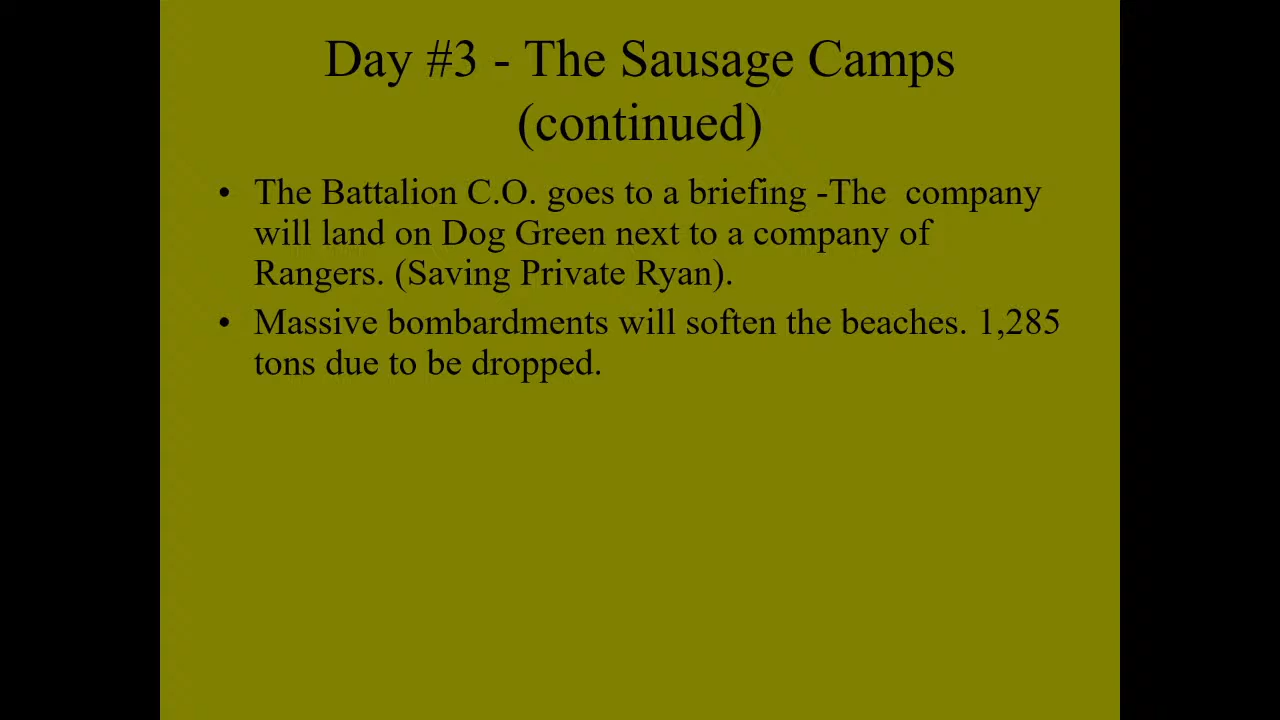 Day #3 - The Sausage Camps
(continued)
• The Battalion C.O. goes to a briefing -The  company
will land on Dog Green next to a company of
Rangers. (Saving Private Ryan).
• Massive bombardments will soften the beaches. 1,285
tons due to be dropped.